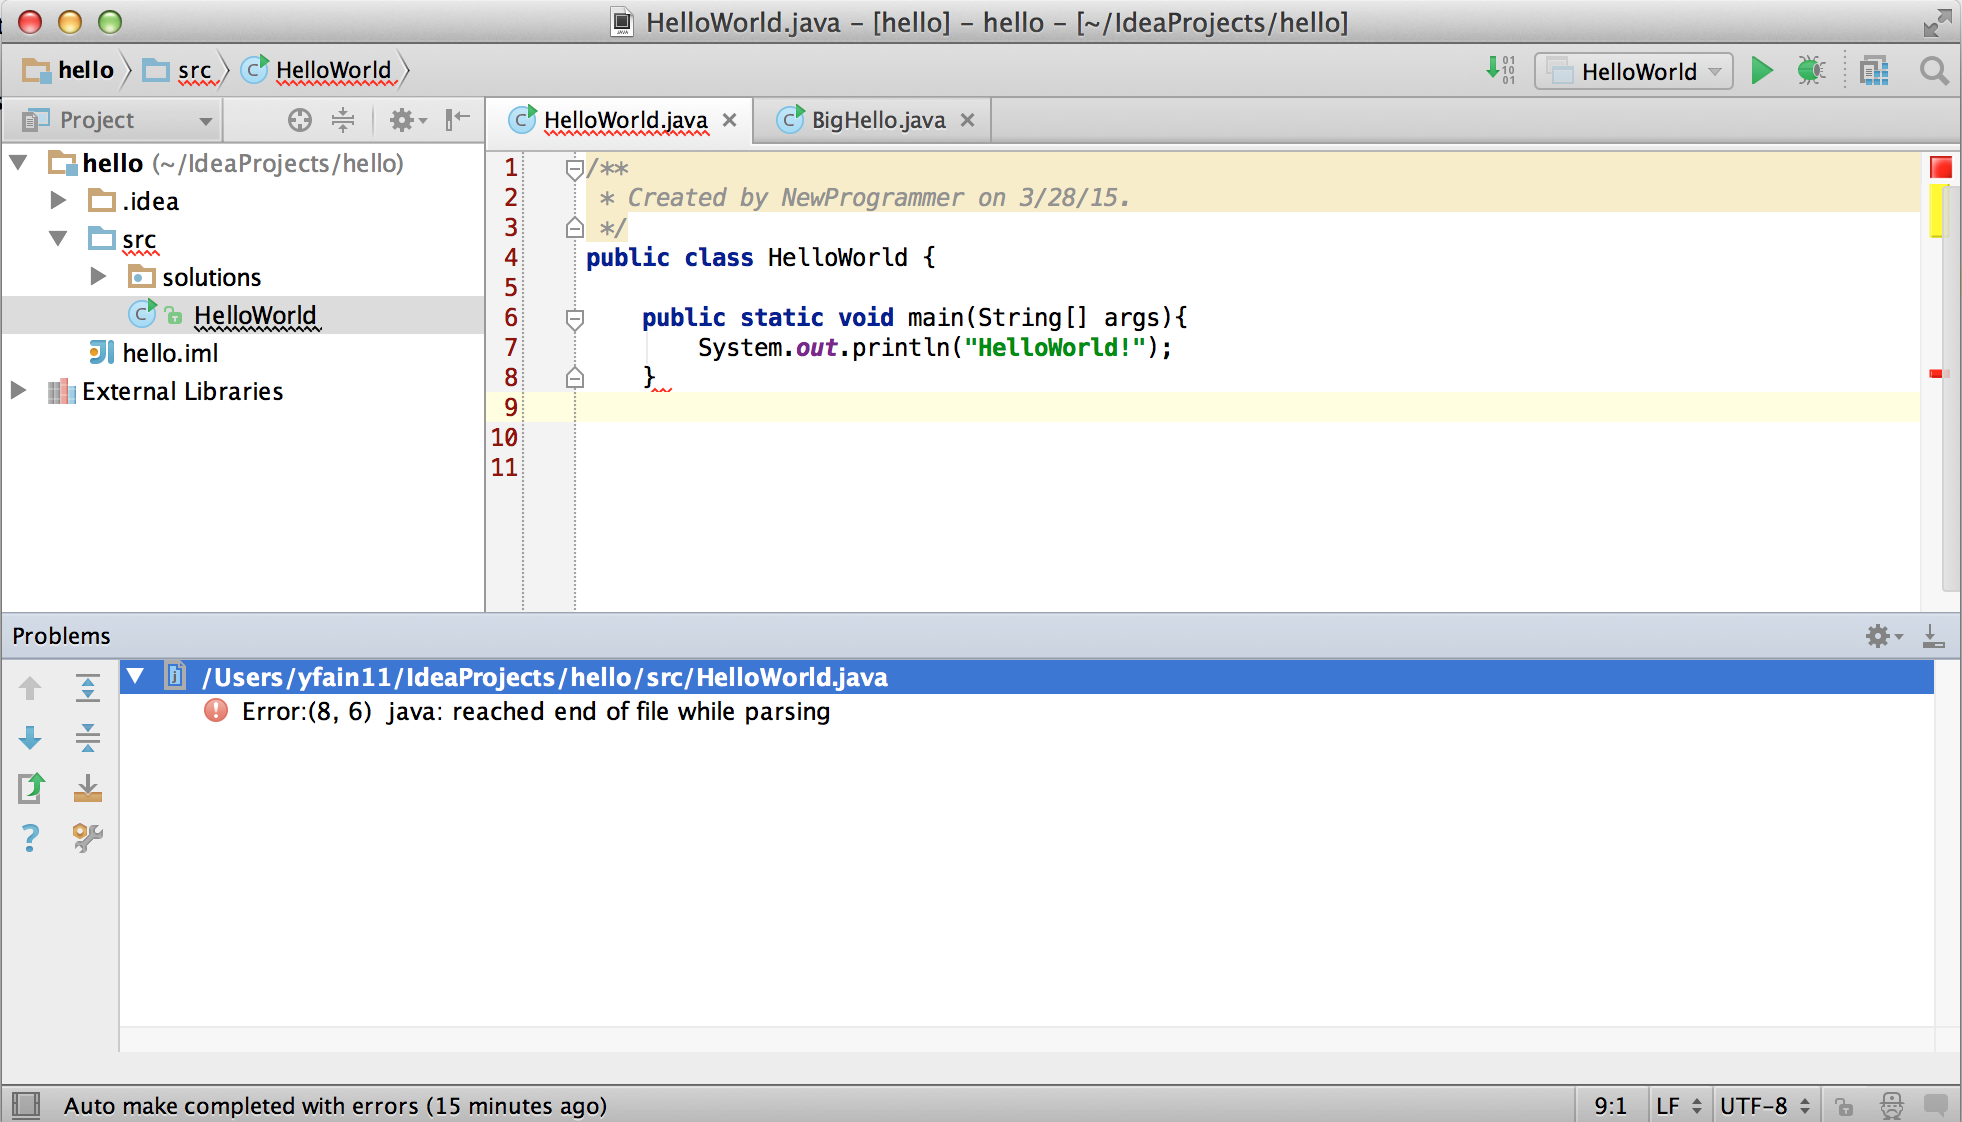 HelloWorld.java – [hello] – hello – [~/IdeaProjects/hello]
hello src HelloWorld
01
10
01
HelloWorld
Project
HelloWorld.java BigHello.java
hello (~/IdeaProjects/hello)
.idea
src
solutions
HelloWorld
hello.iml
External Libraries
1 /**
2 * Created by NewProgrammer on 3/28/15.
3 */
4 public class HelloWorld {
5
6 public static void main(String[] args){
7 System.out.println("HelloWorld!");
8 }
9
10
11
Problems
/Users/yfain11/IdeaProjects/hello/src/HelloWorld.java
Error:(8, 6) java: reached end of file while parsing
Auto make completed with errors (15 minutes ago)
9:1 LF UTF-8